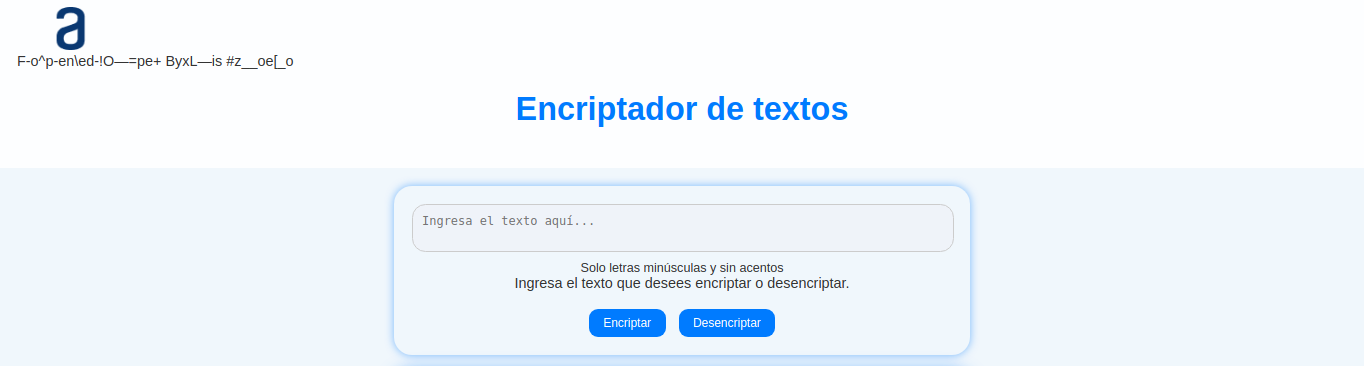 a
F-o^p-en\ed-!O—=pe+ ByxL—is #z__oe[_o
Encriptador de textos
Ingresa el texto aquí...
Solo letras minúsculas y sin acentos
Ingresa el texto que desees encriptar o desencriptar.
Encriptar Desencriptar